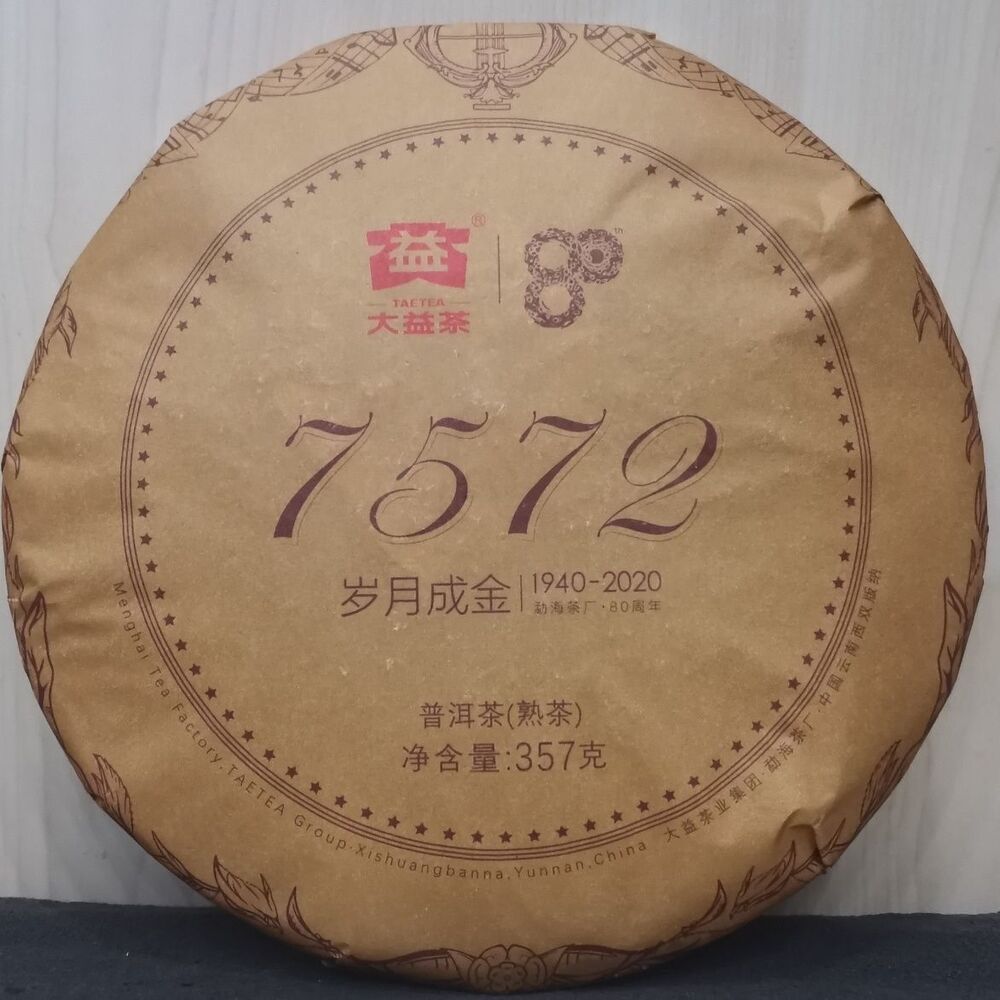 益®
TAETEA
大益茶
80th
7572
岁月成金
1940-2020
勐海茶厂·80周年
普洱茶(熟茶)
净含量:357克
Menghai Tea Factory.TAETEA Group·Xishuangbanna,Yunnan,China
大益茶业集团·勐海茶厂·中国云南西双版纳